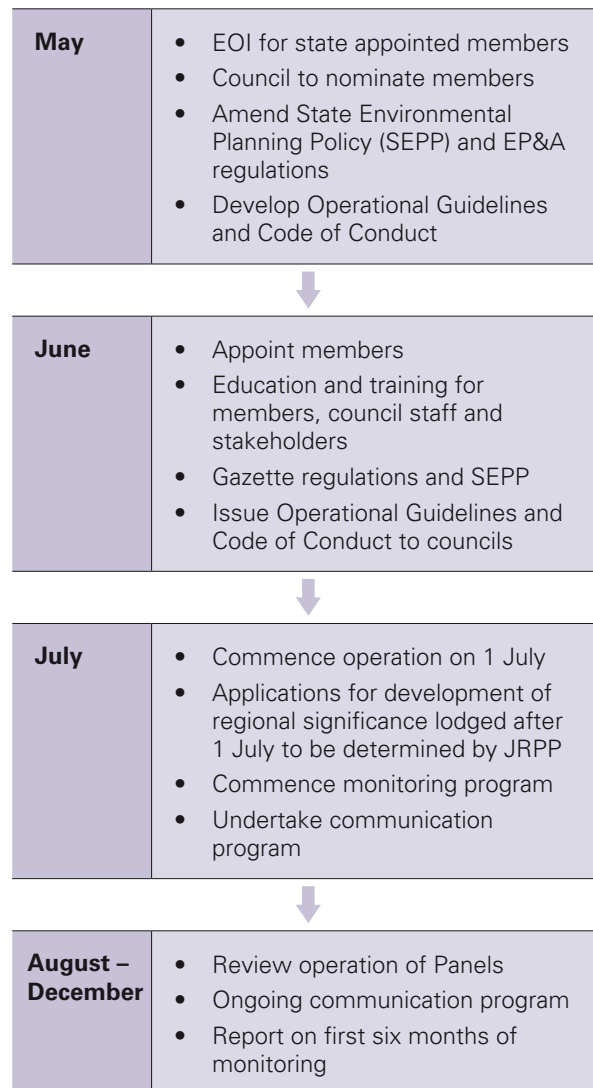 May
• EOI for state appointed members
• Council to nominate members
• Amend State Environmental
Planning Policy (SEPP) and EP&A
regulations
• Develop Operational Guidelines
and Code of Conduct
June
• Appoint members
• Education and training for
members, council staff and
stakeholders
• Gazette regulations and SEPP
• Issue Operational Guidelines and
Code of Conduct to councils
July
• Commence operation on 1 July
• Applications for development of
regional significance lodged after
1 July to be determined by JRPP
• Commence monitoring program
• Undertake communication
program
August –
December
• Review operation of Panels
• Ongoing communication program
• Report on first six months of
monitoring